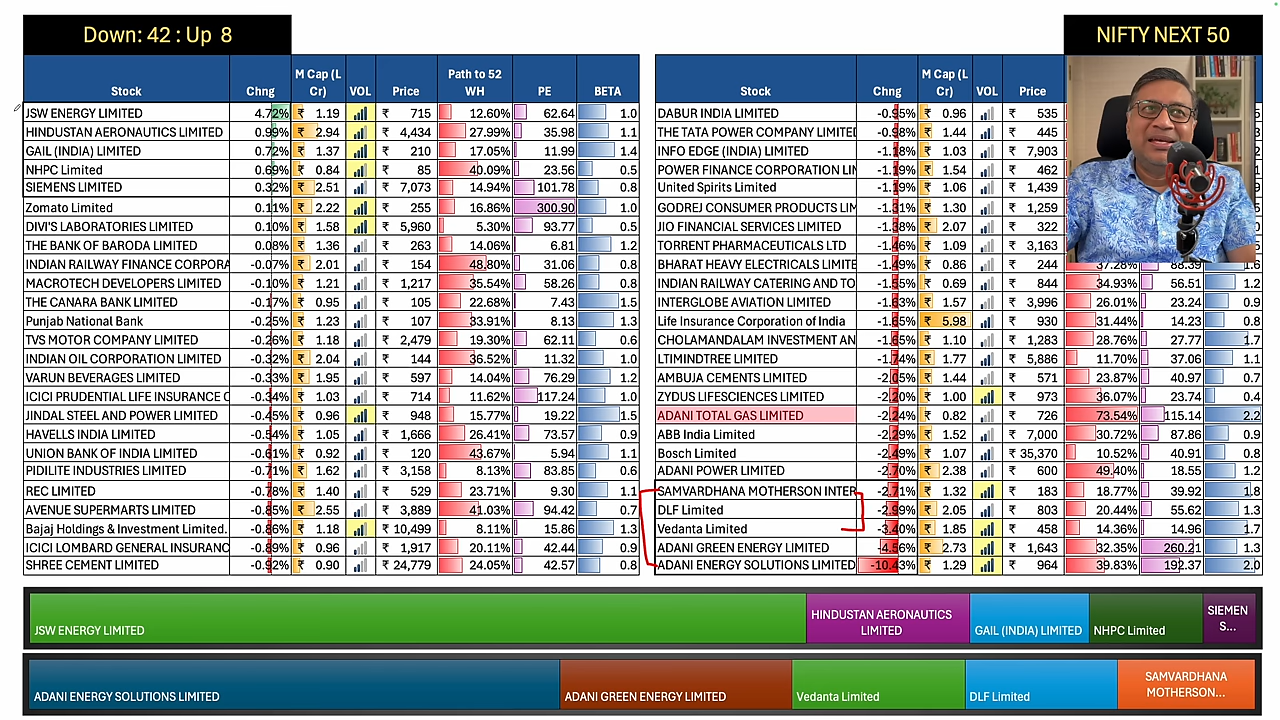 Down: 42 : Up 8
NIFTY NEXT 50
Stock Chng M Cap (L Cr) VOL Price Path to 52 WH PE BETA
JSW ENERGY LIMITED 4.72% ₹ 1.19 ₹ 715 12.60% 62.64 1.0
HINDUSTAN AERONAUTICS LIMITED 0.99% ₹ 2.94 ₹ 4,434 27.99% 35.98 1.1
GAIL (INDIA) LIMITED 0.72% ₹ 1.37 ₹ 210 17.05% 11.99 1.4
NHPC Limited 0.69% ₹ 0.84 ₹ 85 40.09% 23.56 0.5
SIEMENS LIMITED 0.32% ₹ 2.51 ₹ 7,073 14.94% 101.78 0.8
Zomato Limited 0.11% ₹ 2.22 ₹ 255 16.86% 300.90 1.0
DIVI'S LABORATORIES LIMITED 0.10% ₹ 1.58 ₹ 5,960 5.30% 93.77 0.5
THE BANK OF BARODA LIMITED 0.08% ₹ 1.36 ₹ 263 14.06% 6.81 1.2
INDIAN RAILWAY FINANCE CORPORA -0.07% ₹ 2.01 ₹ 154 48.80% 31.06 0.8
MACROTECH DEVELOPERS LIMITED -0.10% ₹ 1.21 ₹ 1,217 35.54% 58.26 0.8
THE CANARA BANK LIMITED -0.17% ₹ 0.95 ₹ 105 22.68% 7.43 1.5
Punjab National Bank -0.25% ₹ 1.23 ₹ 107 33.91% 8.13 1.3
TVS MOTOR COMPANY LIMITED -0.26% ₹ 1.18 ₹ 2,479 19.30% 62.11 0.6
INDIAN OIL CORPORATION LIMITED -0.32% ₹ 2.04 ₹ 144 36.52% 11.32 1.0
VARUN BEVERAGES LIMITED -0.33% ₹ 1.95 ₹ 597 14.04% 76.29 1.2
ICICI PRUDENTIAL LIFE INSURANCE C -0.34% ₹ 1.03 ₹ 714 11.62% 117.24 1.0
JINDAL STEEL AND POWER LIMITED -0.45% ₹ 0.96 ₹ 948 15.77% 19.22 1.5
HAVELLS INDIA LIMITED -0.54% ₹ 1.05 ₹ 1,666 26.41% 73.57 0.9
UNION BANK OF INDIA LIMITED -0.61% ₹ 0.92 ₹ 120 43.67% 5.94 1.1
PIDILITE INDUSTRIES LIMITED -0.71% ₹ 1.62 ₹ 3,158 8.13% 83.85 0.6
REC LIMITED -0.78% ₹ 1.40 ₹ 529 23.71% 9.30 1.1
AVENUE SUPERMARTS LIMITED -0.85% ₹ 2.55 ₹ 3,889 41.03% 94.42 0.7
Bajaj Holdings & Investment Limited. -0.86% ₹ 1.18 ₹ 10,499 8.11% 15.86 1.3
ICICI LOMBARD GENERAL INSURANC -0.89% ₹ 0.96 ₹ 1,917 20.11% 42.44 0.9
SHREE CEMENT LIMITED -0.92% ₹ 0.90 ₹ 24,779 24.05% 42.57 0.8
Stock Chng M Cap (L Cr) VOL Price
DABUR INDIA LIMITED -0.95% ₹ 0.96 ₹ 535
THE TATA POWER COMPANY LIMITED -0.98% ₹ 1.44 ₹ 445
INFO EDGE (INDIA) LIMITED -1.18% ₹ 1.03 ₹ 7,903
POWER FINANCE CORPORATION LIN -1.19% ₹ 1.54 ₹ 462
United Spirits Limited -1.19% ₹ 1.06 ₹ 1,439
GODREJ CONSUMER PRODUCTS LIM -1.31% ₹ 1.30 ₹ 1,259
JIO FINANCIAL SERVICES LIMITED -1.38% ₹ 2.07 ₹ 322
TORRENT PHARMACEUTICALS LTD -1.46% ₹ 1.09 ₹ 3,163
BHARAT HEAVY ELECTRICALS LIMITE -1.49% ₹ 0.86 ₹ 244 37.28% 88.39 1.6
INDIAN RAILWAY CATERING AND TO -1.55% ₹ 0.69 ₹ 844 34.93% 56.51 1.2
INTERGLOBE AVIATION LIMITED -1.63% ₹ 1.57 ₹ 3,996 26.01% 23.24 0.9
Life Insurance Corporation of India -1.65% ₹ 5.98 ₹ 930 31.44% 14.23 0.8
CHOLAMANDALAM INVESTMENT AN -1.65% ₹ 1.10 ₹ 1,283 28.76% 27.77 1.7
LTIMINDTREE LIMITED -1.74% ₹ 1.77 ₹ 5,886 11.70% 37.06 1.1
AMBUJA CEMENTS LIMITED -2.05% ₹ 1.44 ₹ 571 23.87% 40.97 0.7
ZYDUS LIFESCIENCES LIMITED -2.20% ₹ 1.00 ₹ 973 36.07% 23.74 0.4
ADANI TOTAL GAS LIMITED -2.24% ₹ 0.82 ₹ 726 73.54% 115.14 2.2
ABB India Limited -2.29% ₹ 1.52 ₹ 7,000 30.72% 87.86 0.9
Bosch Limited -2.49% ₹ 1.07 ₹ 35,370 10.52% 40.91 0.8
ADANI POWER LIMITED -2.70% ₹ 2.38 ₹ 600 49.40% 18.55 1.2
SAMVARDHANA MOTHERSON INTER -2.71% ₹ 1.32 ₹ 183 18.77% 39.92 1.8
DLF Limited -2.99% ₹ 2.05 ₹ 803 20.44% 55.62 1.3
Vedanta Limited -3.40% ₹ 1.85 ₹ 458 14.36% 14.96 1.7
ADANI GREEN ENERGY LIMITED -4.56% ₹ 2.73 ₹ 1,643 32.35% 260.21 1.3
ADANI ENERGY SOLUTIONS LIMITED -10.43% ₹ 1.29 ₹ 964 39.83% 192.37 2.0
JSW ENERGY LIMITED
HINDUSTAN AERONAUTICS
LIMITED
GAIL (INDIA) LIMITED
NHPC Limited
SIEMEN
S...
ADANI ENERGY SOLUTIONS LIMITED
ADANI GREEN ENERGY LIMITED
Vedanta Limited
DLF Limited
SAMVARDHANA
MOTHERSON...